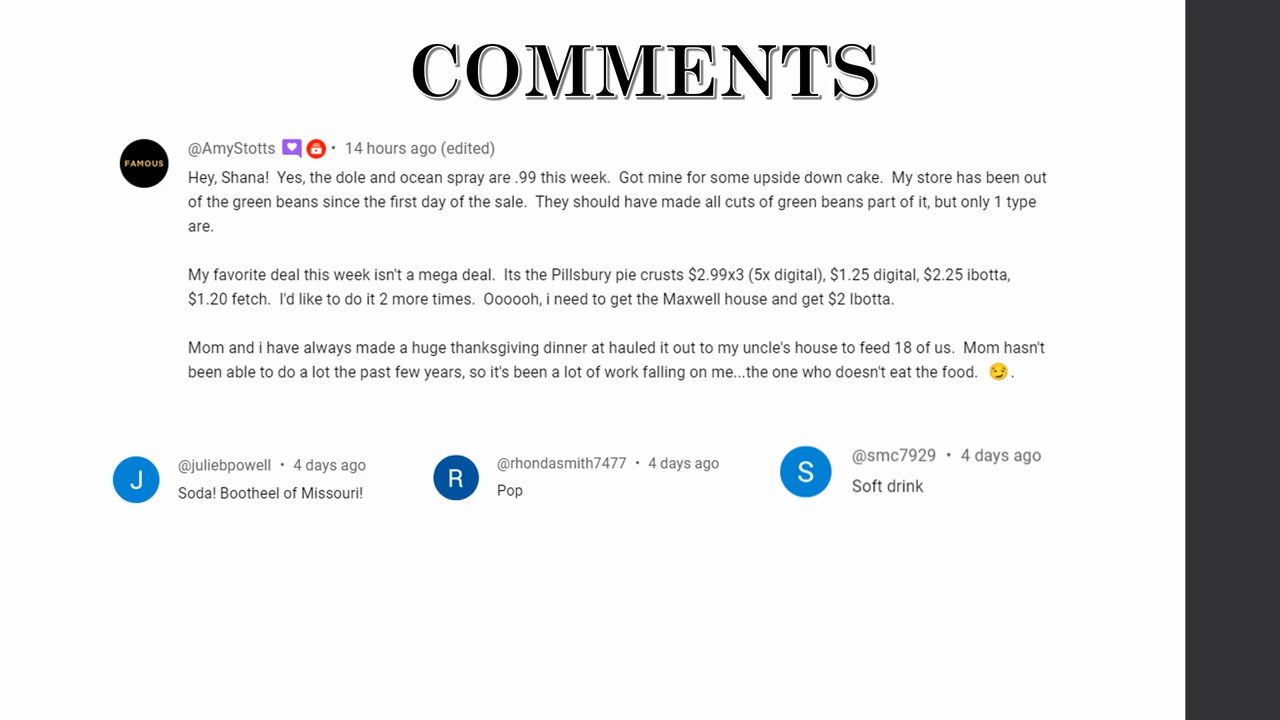 COMMENTS
FAMOUS
@AmyStotts • 14 hours ago (edited)
Hey, Shana! Yes, the dole and ocean spray are .99 this week. Got mine for some upside down cake. My store has been out
of the green beans since the first day of the sale. They should have made all cuts of green beans part of it, but only 1 type
are.
My favorite deal this week isn't a mega deal. Its the Pillsbury pie crusts $2.99x3 (5x digital), $1.25 digital, $2.25 ibotta,
$1.20 fetch. I'd like to do it 2 more times. Oooooh, i need to get the Maxwell house and get $2 Ibotta.
Mom and i have always made a huge thanksgiving dinner at hauled it out to my uncle's house to feed 18 of us. Mom hasn't
been able to do a lot the past few years, so it's been a lot of work falling on me...the one who doesn't eat the food. 😏.
J
@juliebpowell • 4 days ago
Soda! Bootheel of Missouri!
R
@rhondasmith7477 • 4 days ago
Pop
S
@smc7929 • 4 days ago
Soft drink